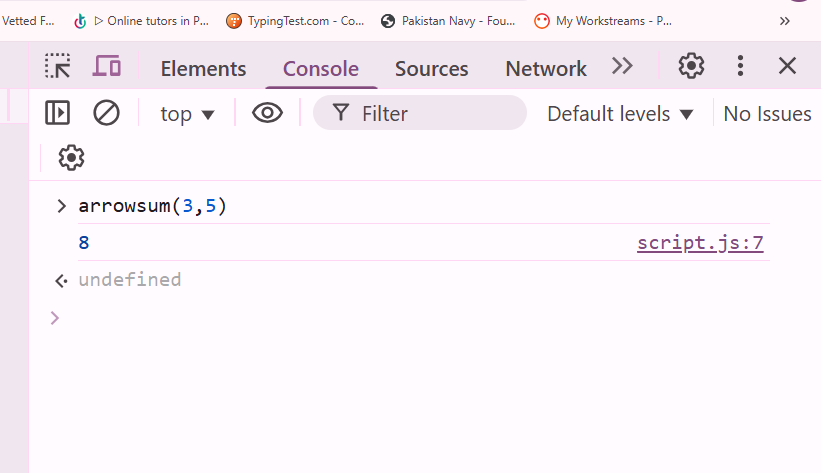 Vetted F... ▷ Online tutors in P... TypingTest.com - Co... Pakistan Navy - Fou... My Workstreams - P... »
Elements Console Sources Network
top ▼ Filter Default levels ▼ No Issues
> arrowsum(3,5)
8 script.js:7
undefined
>